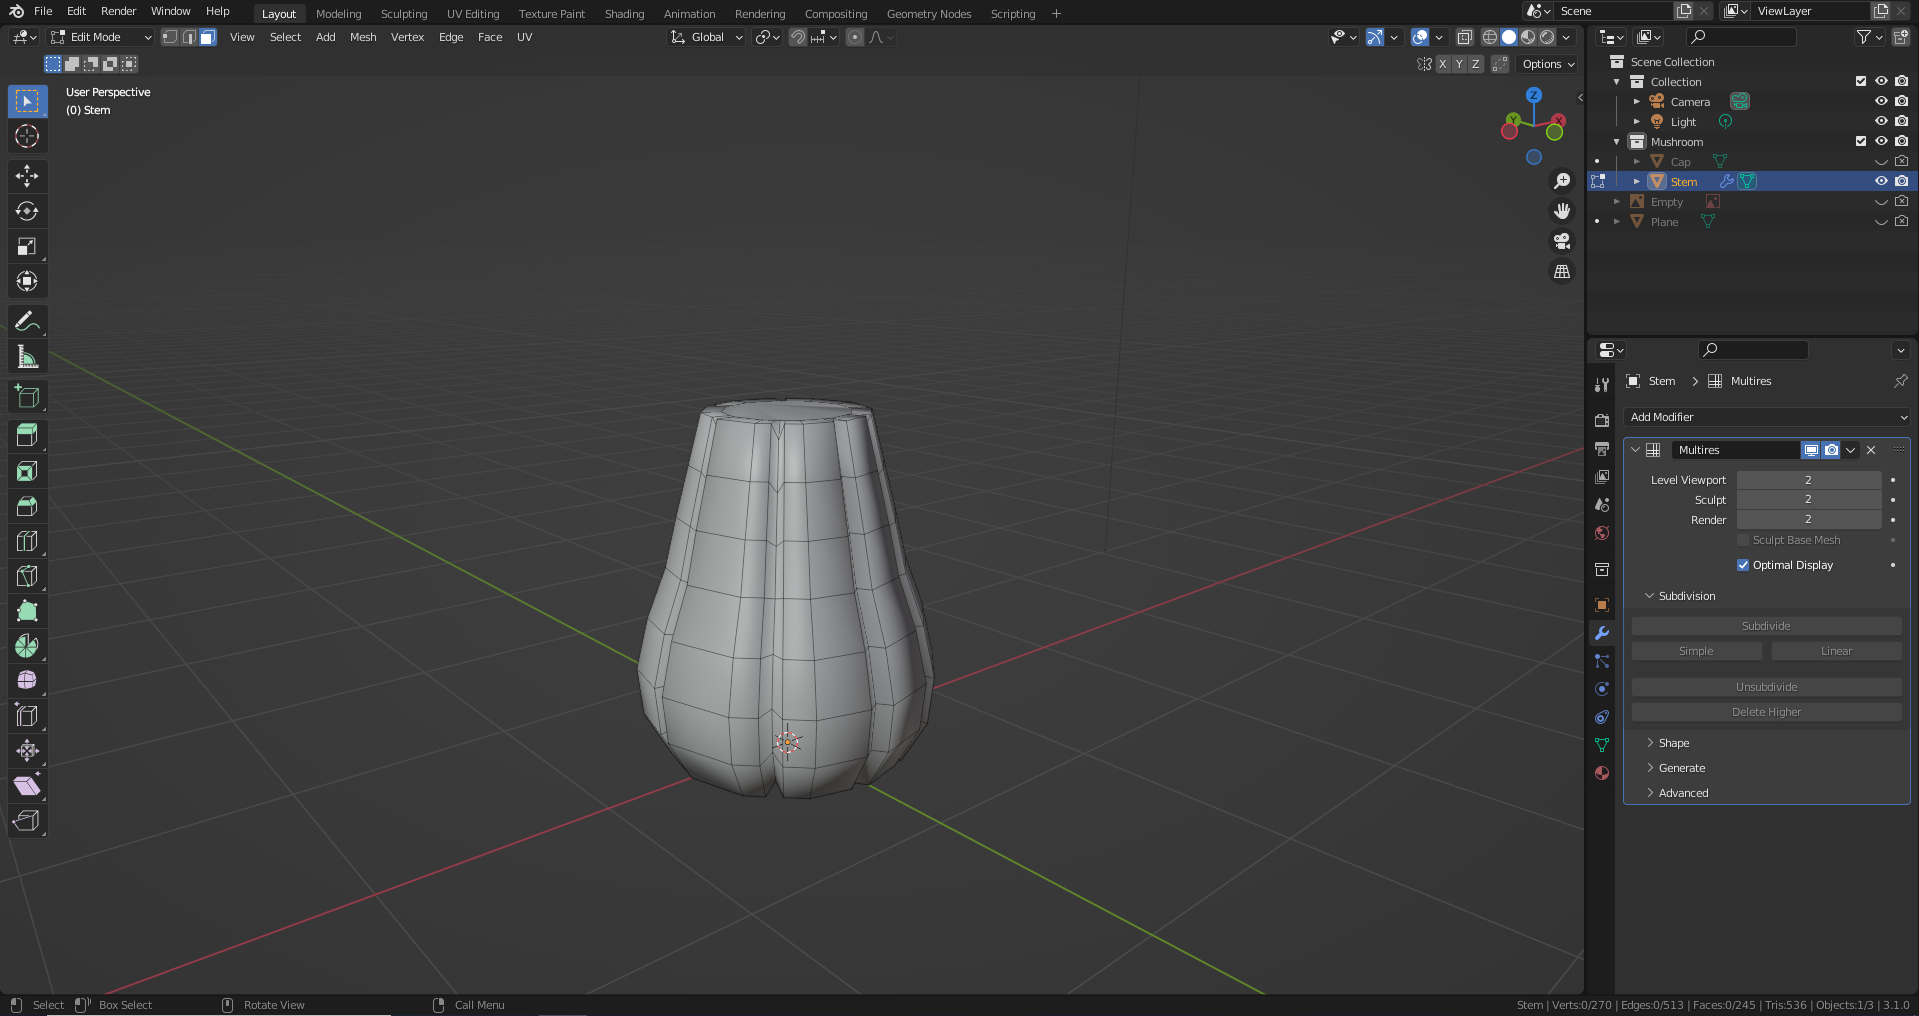 File Edit Render Window Help Layout Modeling Sculpting UV Editing Texture Paint Shading Animation Rendering Compositing Geometry Nodes Scripting + Scene ViewLayer
Edit Mode View Select Add Mesh Vertex Edge Face UV Global
X Y Z Options
User Perspective
(0) Stem
Z
Y X
Scene Collection
Collection
Camera
Light
Mushroom
Cap
Stem
Empty
Plane
Stem > Multires
Add Modifier
Multires
Level Viewport 2
Sculpt 2
Render 2
Sculpt Base Mesh
Optimal Display
Subdivision
Subdivide
Simple Linear
Unsubdivide
Delete Higher
Shape
Generate
Advanced
Select Box Select Rotate View Call Menu Stem | Verts:0/270 | Edges:0/513 | Faces:0/245 | Tris:536 | Objects:1/3 | 3.1.0